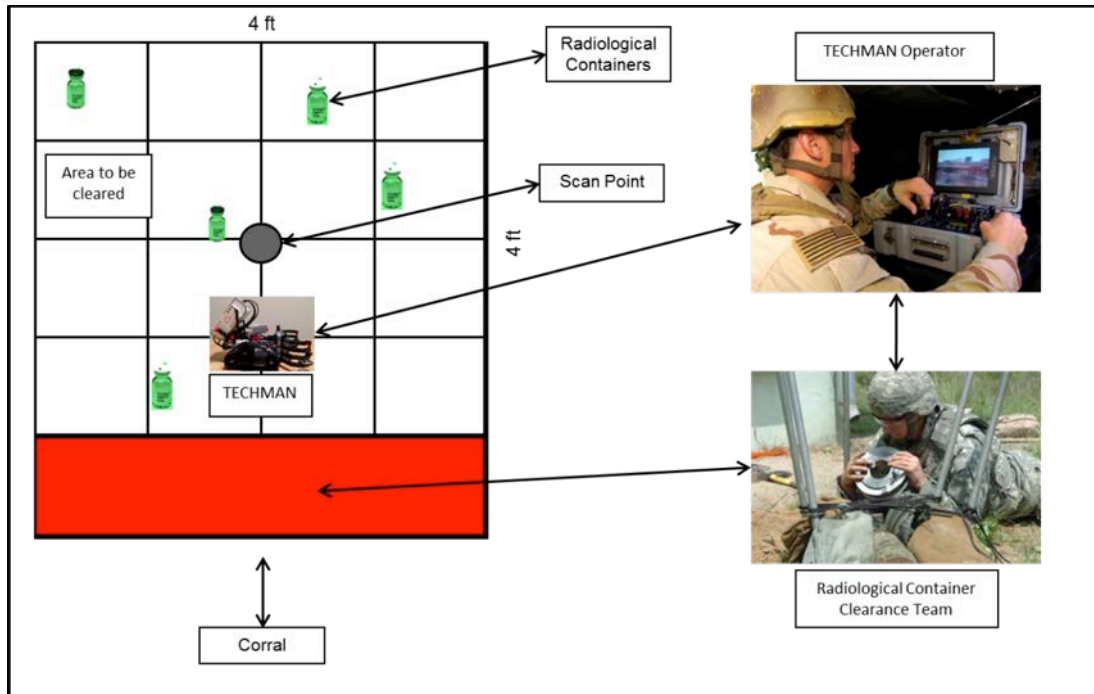 4 ft
Radiological
Containers
TECHMAN Operator
Area to be
cleared
Scan Point
4 ft
TECHMAN
Corral
Radiological Container
Clearance Team